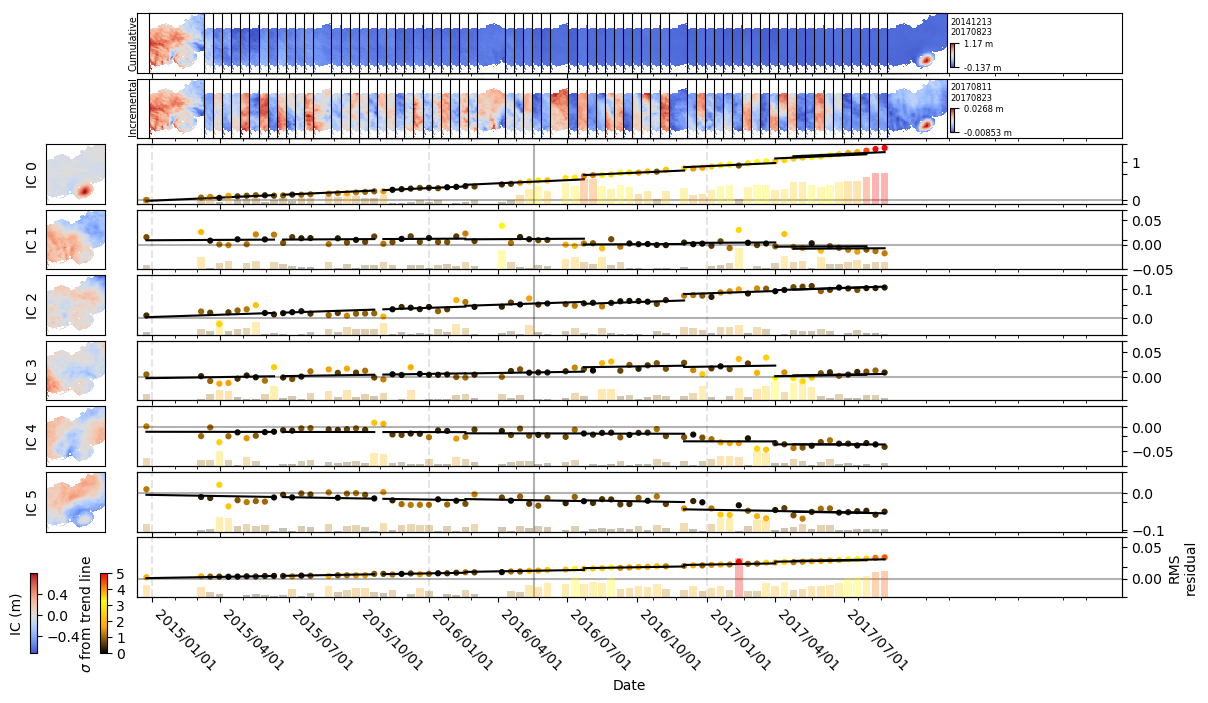 Cumulative
20141213
20170823
1.17 m
-0.137 m
Incremental
20170811
20170823
0.0268 m
-0.00853 m
IC 0
1
0
IC 1
0.05
0.00
−0.05
IC 2
0.1
0.0
IC 3
0.05
0.00
IC 4
0.00
−0.05
IC 5
0.0
−0.1
0.05
0.00
RMS
residual
IC (m)
0.4
0.0
−0.4
σ from trend line
5
4
3
2
1
0
2015/01/01
2015/04/01
2015/07/01
2015/10/01
2016/01/01
2016/04/01
2016/07/01
2016/10/01
2017/01/01
2017/04/01
2017/07/01
Date